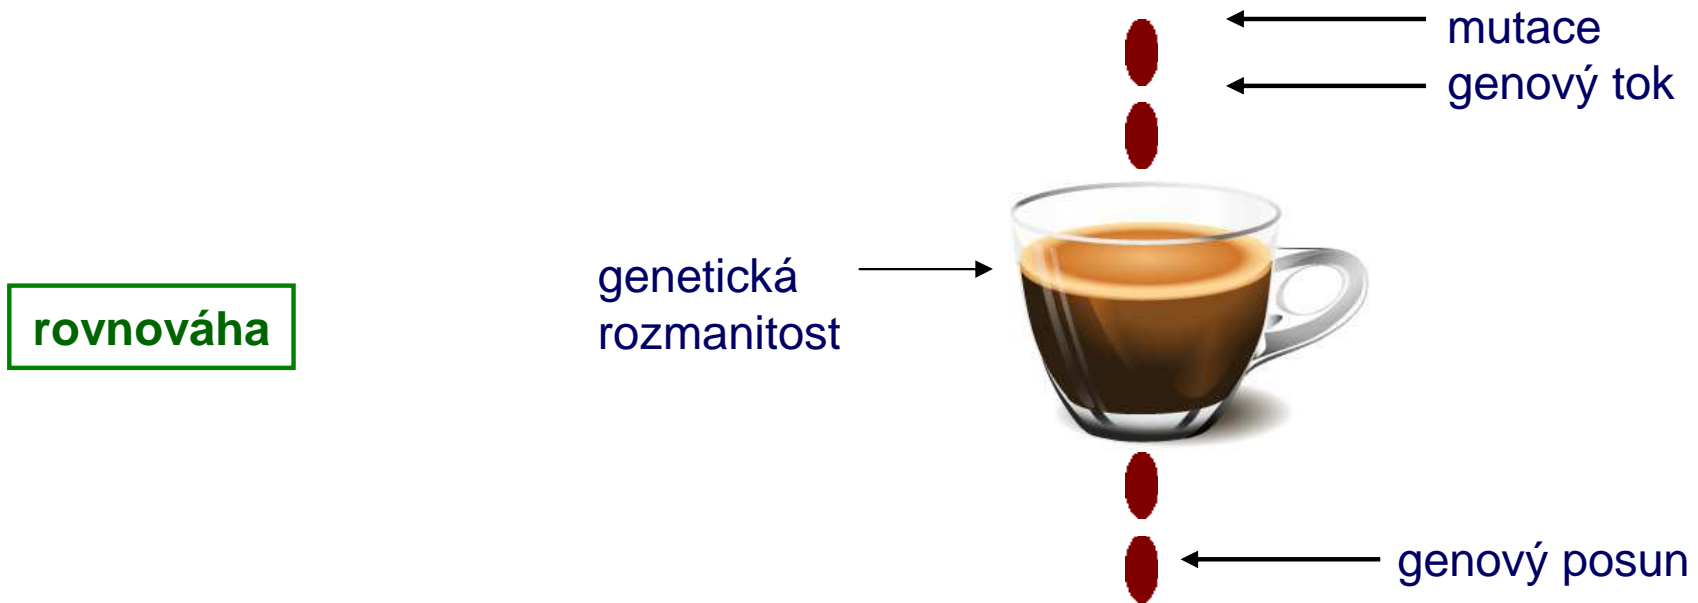 mutace
genový tok
genetická
rozmanitost
rovnováha
genový posun